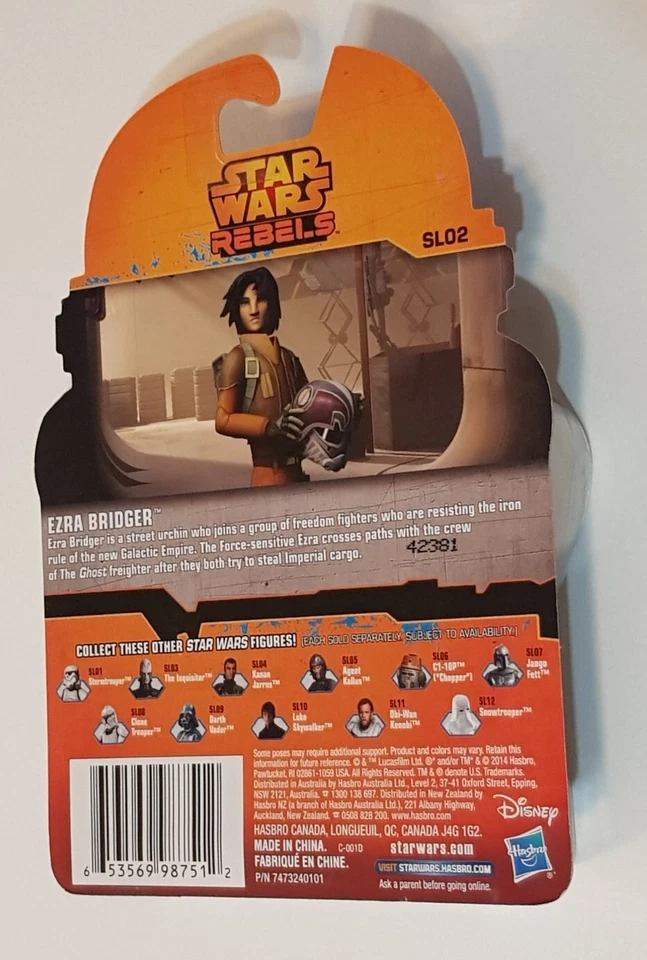 STAR
WARS
REBELS™
SL02
EZRA BRIDGER™
Ezra Bridger is a street urchin who joins a group of freedom fighters who are resisting the iron
rule of the new Galactic Empire. The Force-sensitive Ezra crosses paths with the crew
of The Ghost freighter after they both try to steal Imperial cargo.
42381
COLLECT THESE OTHER STAR WARS FIGURES! (EACH SOLD SEPARATELY. SUBJECT TO AVAILABILITY.)
SL01
Stormtrooper™
SL03
The Inquisitor™
SL04
Kanan
Jarrus™
SL05
Agent
Kallus™
SL06
C1-10P™
("Chopper")
SL07
Jango
Fett™
SL08
Clone
Trooper™
SL09
Darth
Vader™
SL10
Luke
Skywalker™
SL11
Obi-Wan
Kenobi™
SL12
Snowtrooper™
Some poses may require additional support. Product and colors may vary. Retain this
information for future reference. © & ™ Lucasfilm Ltd. ®* and/or TM* & © 2014 Hasbro,
Pawtucket, RI 02861-1059 USA. All Rights Reserved. TM & ® denote U.S. Trademarks.
Distributed in Australia by Hasbro Australia Ltd., Level 2, 37-41 Oxford Street, Epping,
NSW 2121, Australia. ☎ 1300 138 697. Distributed in New Zealand by
Hasbro NZ (a branch of Hasbro Australia Ltd.), 221 Albany Highway,
Auckland, New Zealand. ☎ 0508 828 200. www.hasbro.com
HASBRO CANADA, LONGUEUIL, QC, CANADA J4G 1G2.
MADE IN CHINA. C-001D
FABRIQUÉ EN CHINE.
P/N 7473240101
starwars.com
VISIT STARWARS.HASBRO.COM
Ask a parent before going online.
Disney
Hasbro
®*
6 53569 98751 2